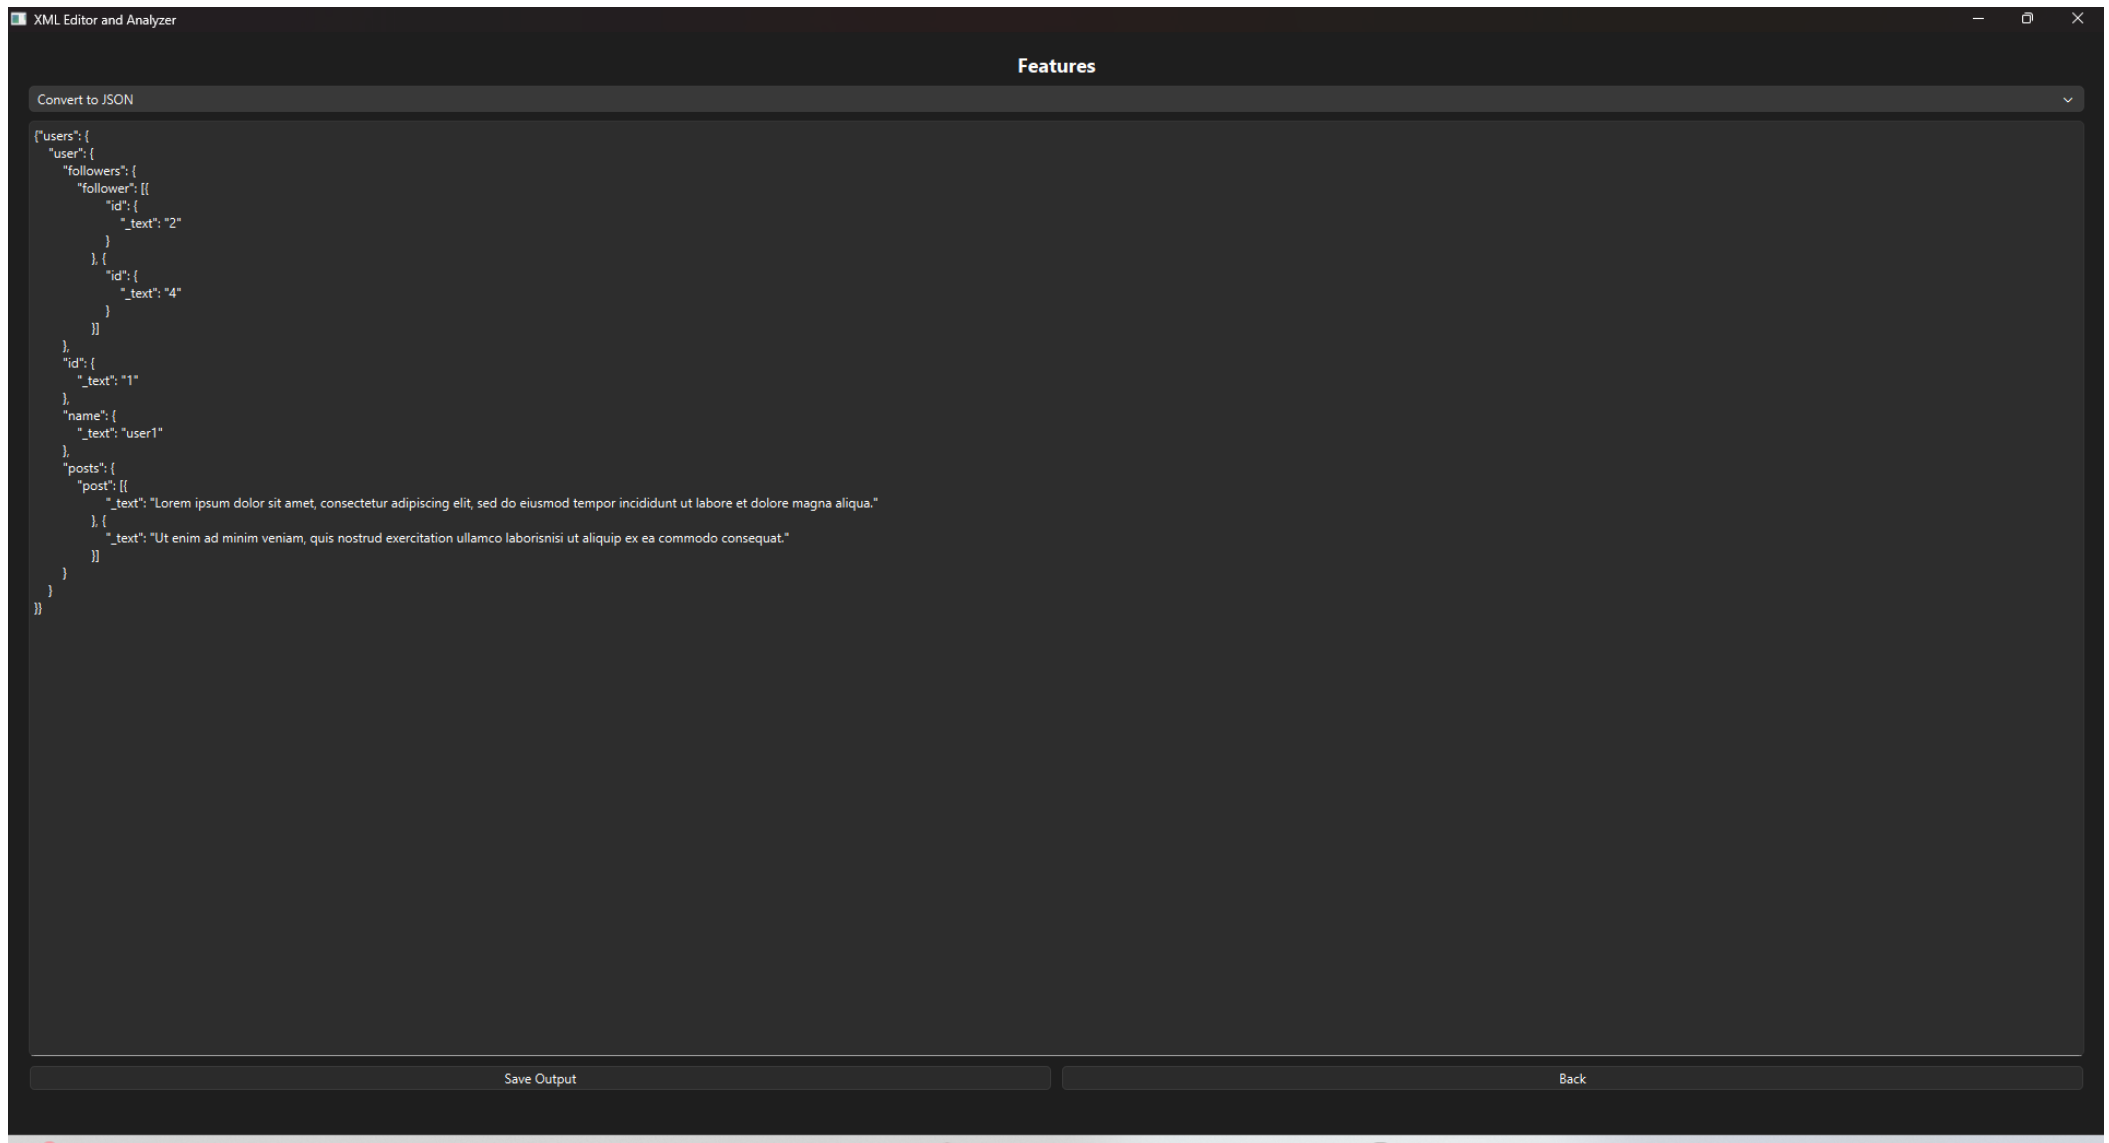 XML Editor and Analyzer
Features
Convert to JSON
{"users": {
"user": {
"followers": {
"follower": [{
"id": {
"_text": "2"
}
}, {
"id": {
"_text": "4"
}
}]
},
"id": {
"_text": "1"
},
"name": {
"_text": "user1"
},
"posts": {
"post": [{
"_text": "Lorem ipsum dolor sit amet, consectetur adipiscing elit, sed do eiusmod tempor incididunt ut labore et dolore magna aliqua."
}, {
"_text": "Ut enim ad minim veniam, quis nostrud exercitation ullamco laborisnisi ut aliquip ex ea commodo consequat."
}]
}
}
}}
Save Output
Back